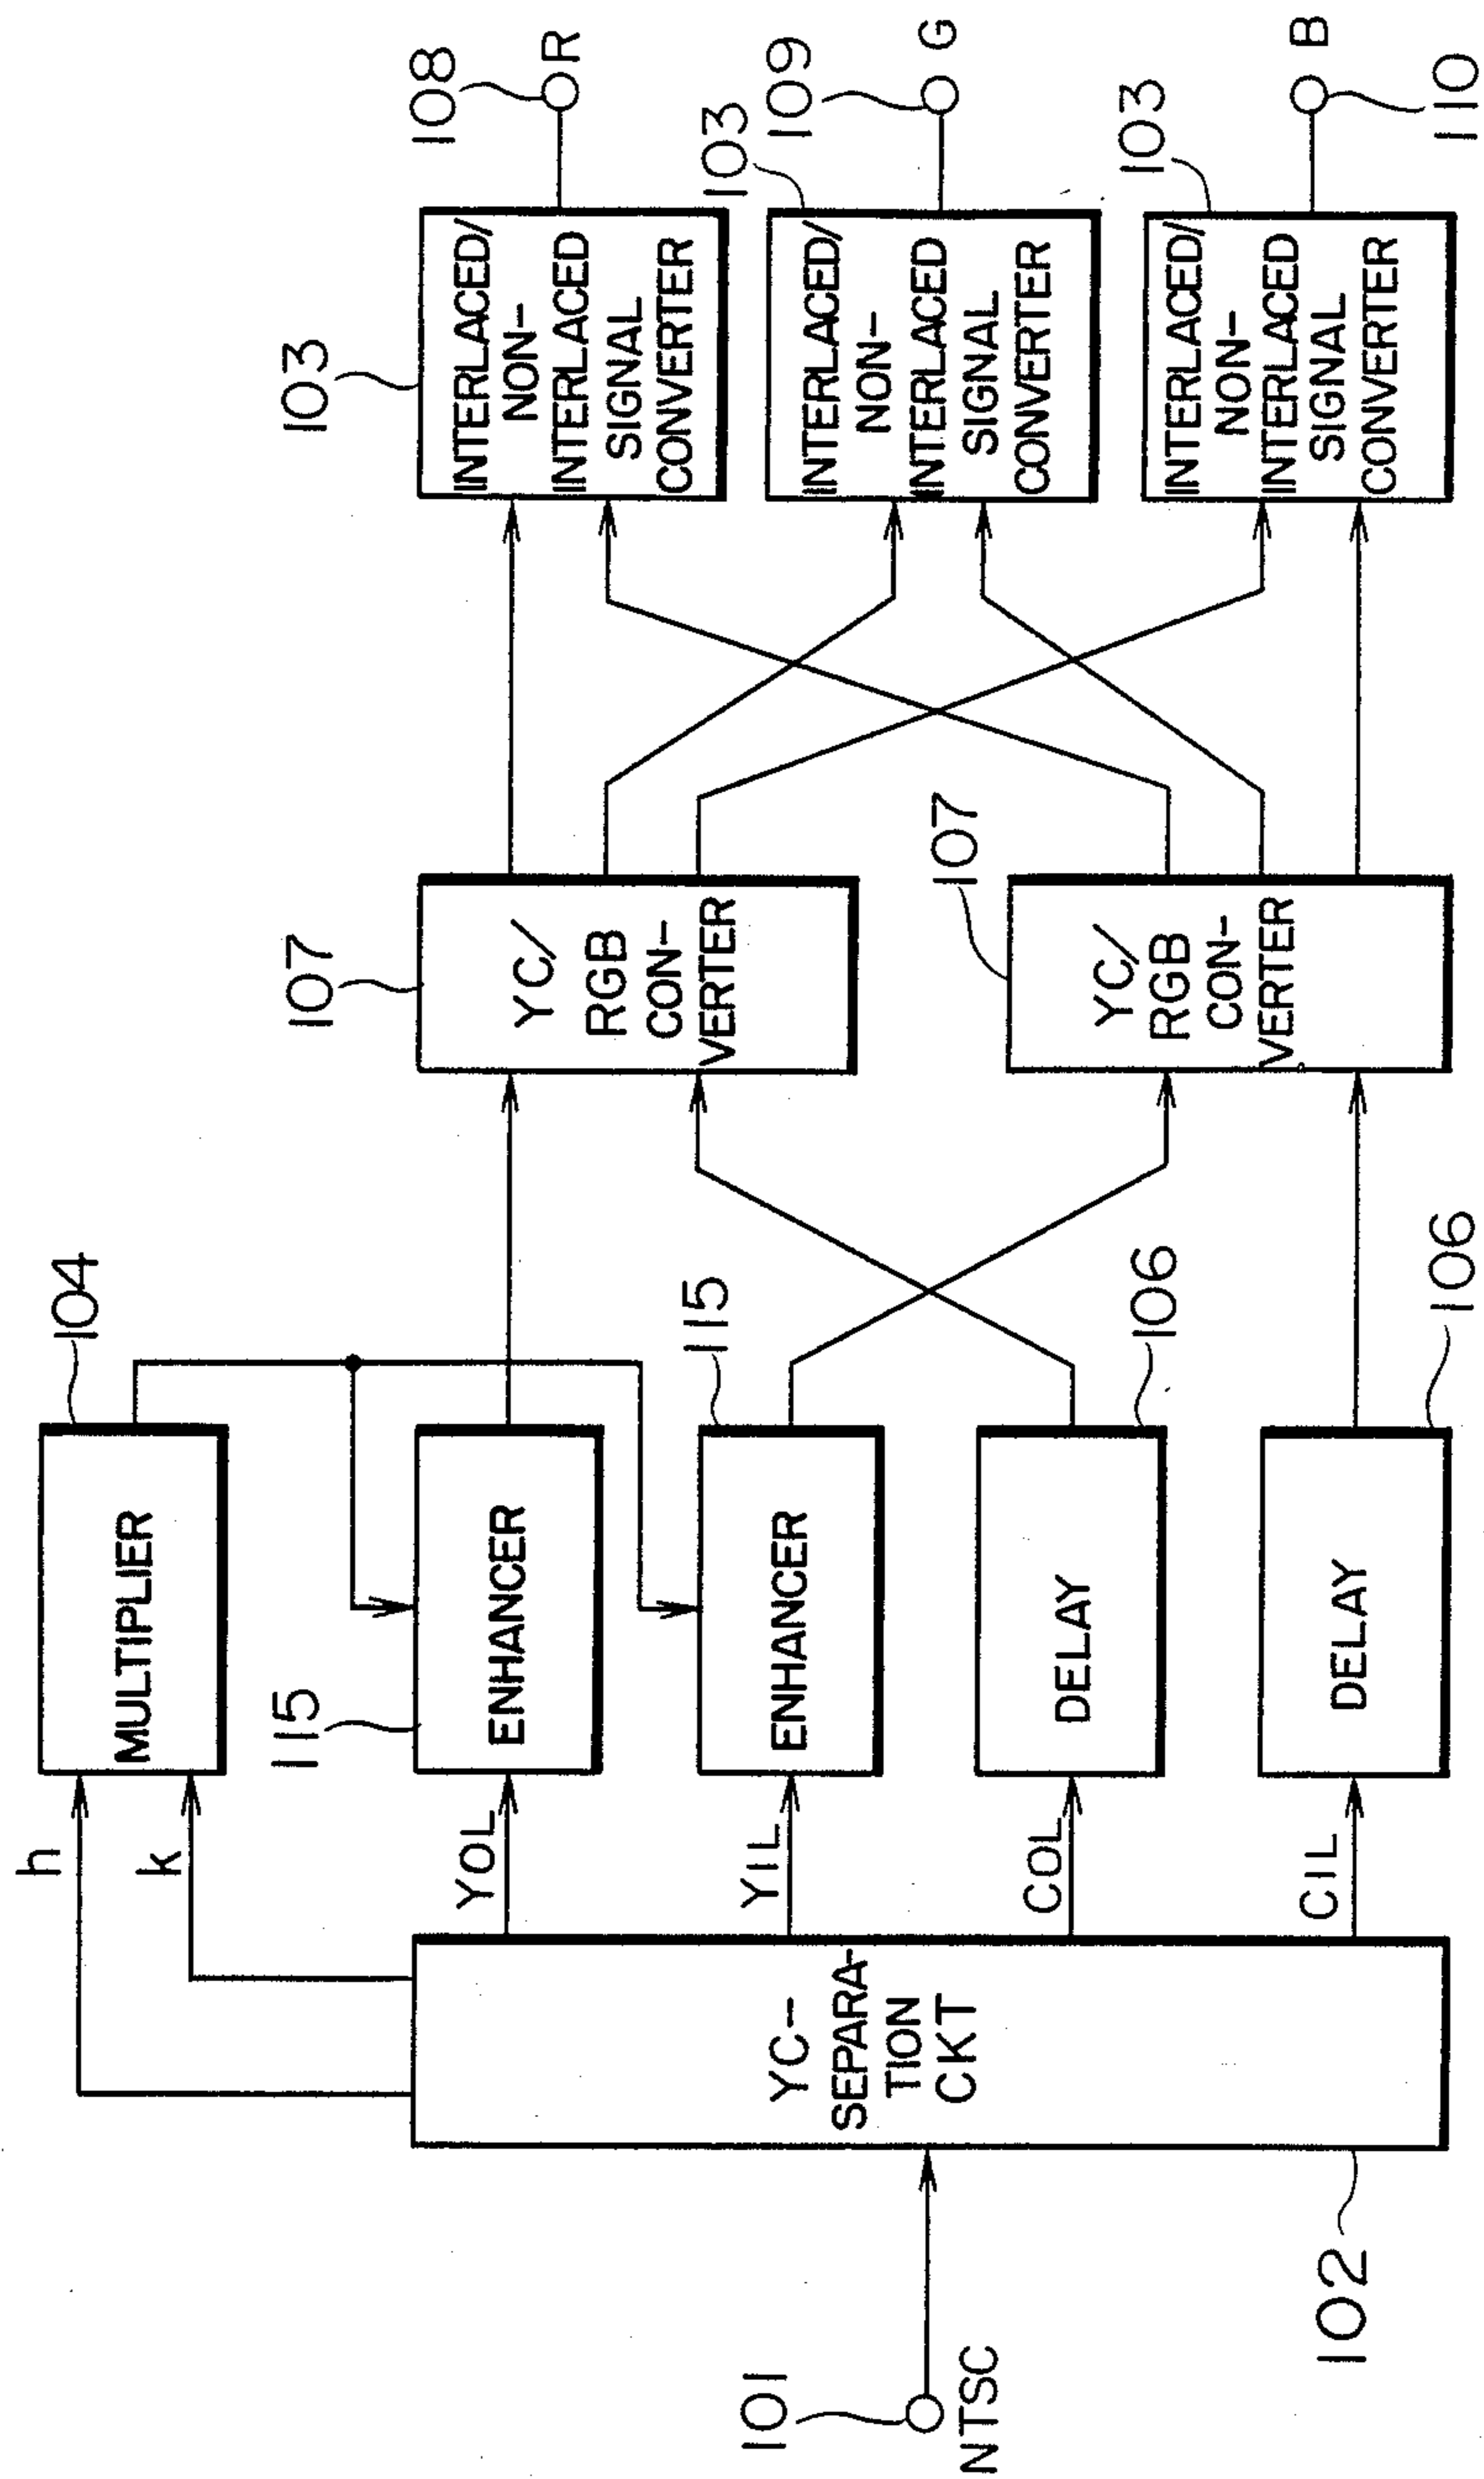 101
NTSC
102
YC-
SEPARA-
TION
CKT
h
k
YOL
YIL
COL
CIL
104
MULTIPLIER
115
ENHANCER
115
ENHANCER
106
DELAY
106
DELAY
107
YC/
RGB
CON-
VERTER
107
YC/
RGB
CON-
VERTER
103
INTERLACED/
NON-
INTERLACED
SIGNAL
CONVERTER
103
INTERLACED/
NON-
INTERLACED
SIGNAL
CONVERTER
103
INTERLACED/
NON-
INTERLACED
SIGNAL
CONVERTER
108
R
109
G
110
B